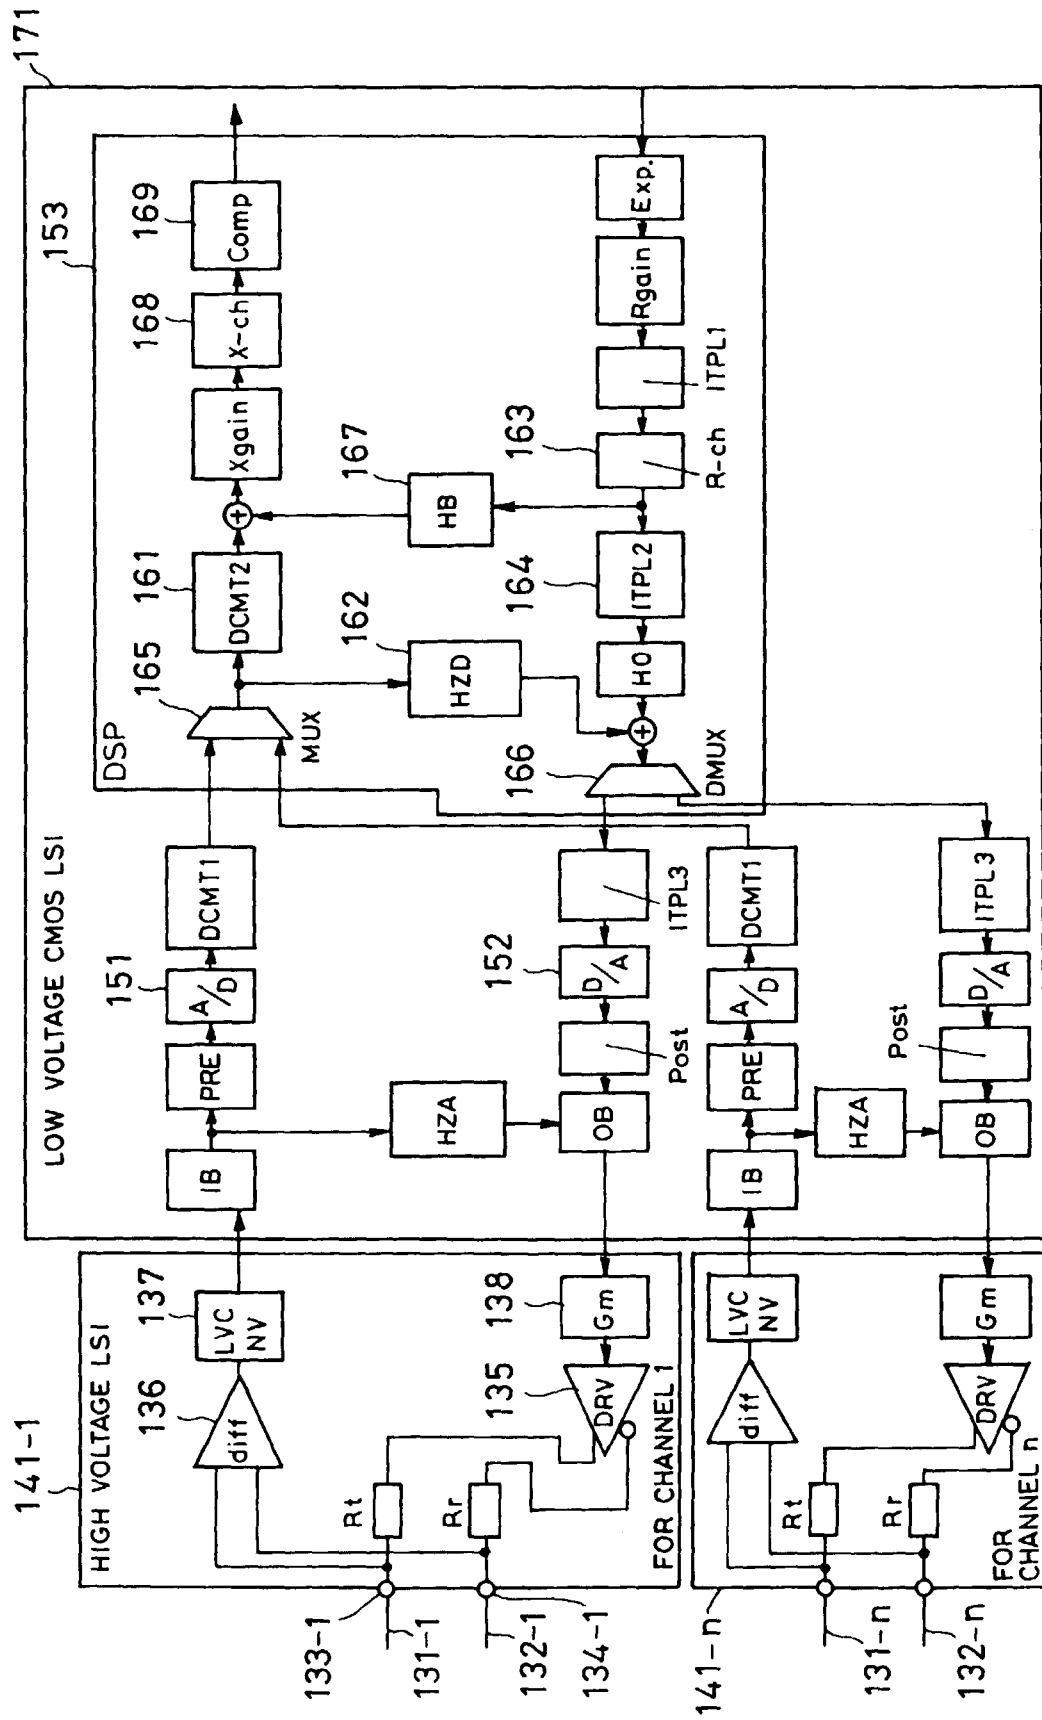 171
LOW VOLTAGE CMOS LSI
153
DSP
169
Comp
168
X-ch
Xgain
167
HB
161
DCMT2
165
MUX
162
HZD
Exp.
Rgain
ITPL1
163
R-ch
164
ITPL2
HO
166
DMUX
151
DCMT1
A/D
PRE
IB
HZA
ITPL3
152
D/A
Post
OB
DCMT1
A/D
PRE
IB
HZA
ITPL3
D/A
Post
OB
141-1
HIGH VOLTAGE LSI
137
LVC
NV
136
diff
138
Gm
135
DRV
Rt
Rr
FOR CHANNEL 1
133-1
131-1
132-1
134-1
LVC
NV
diff
Gm
DRV
Rt
Rr
FOR
CHANNEL n
141-n
131-n
132-n